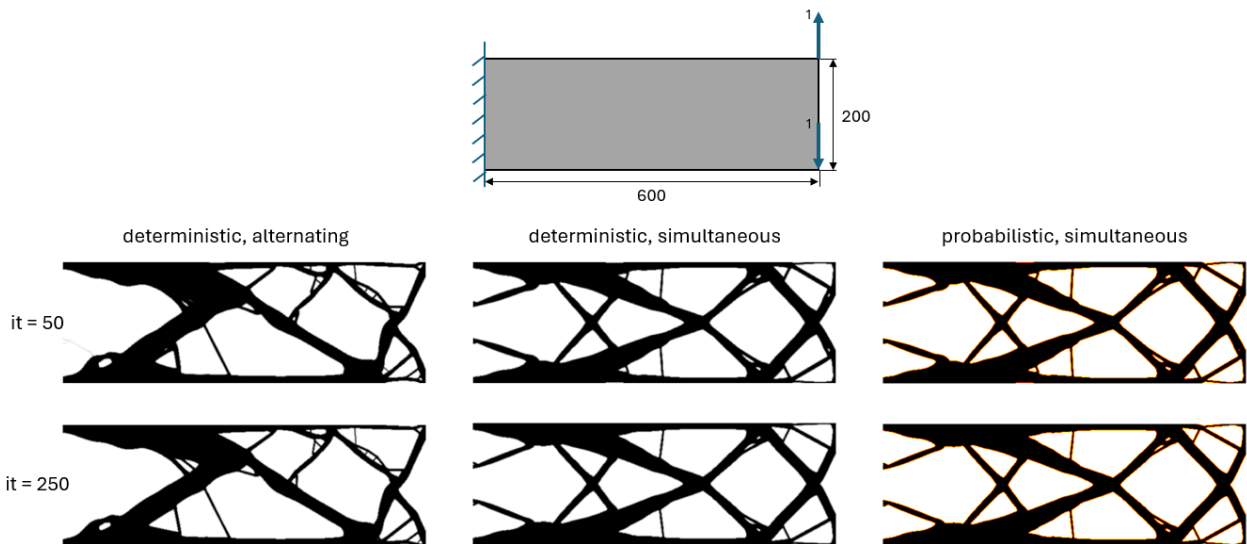 1
1
200
600
deterministic, alternating
deterministic, simultaneous
probabilistic, simultaneous
it = 50
it = 250